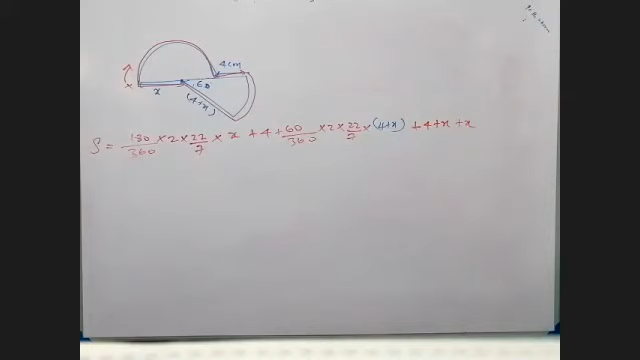 4cm
60
x
x
(4+x)
S = 180/360 × 2 × 22/7 × x + 4 + 60/360 × 2 × 22/7 × (4+x) + 4 + x + x